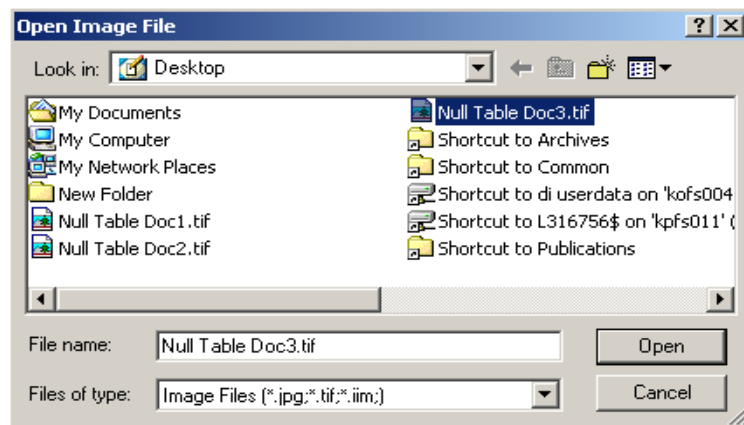 Open Image File
Look in: Desktop
My Documents
My Computer
My Network Places
New Folder
Null Table Doc1.tif
Null Table Doc2.tif
Null Table Doc3.tif
Shortcut to Archives
Shortcut to Common
Shortcut to di userdata on 'kofs004
Shortcut to L316756$ on 'kpfs011' (
Shortcut to Publications
File name: Null Table Doc3.tif
Open
Files of type: Image Files (*.jpg;*.tif;*.iim;)
Cancel